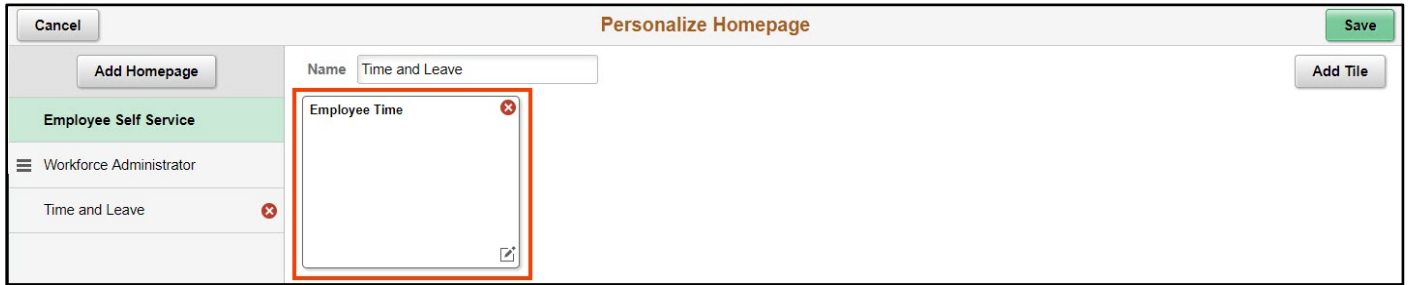 Cancel
Personalize Homepage
Save
Add Homepage
Name Time and Leave
Add Tile
Employee Self Service
Employee Time
Workforce Administrator
Time and Leave